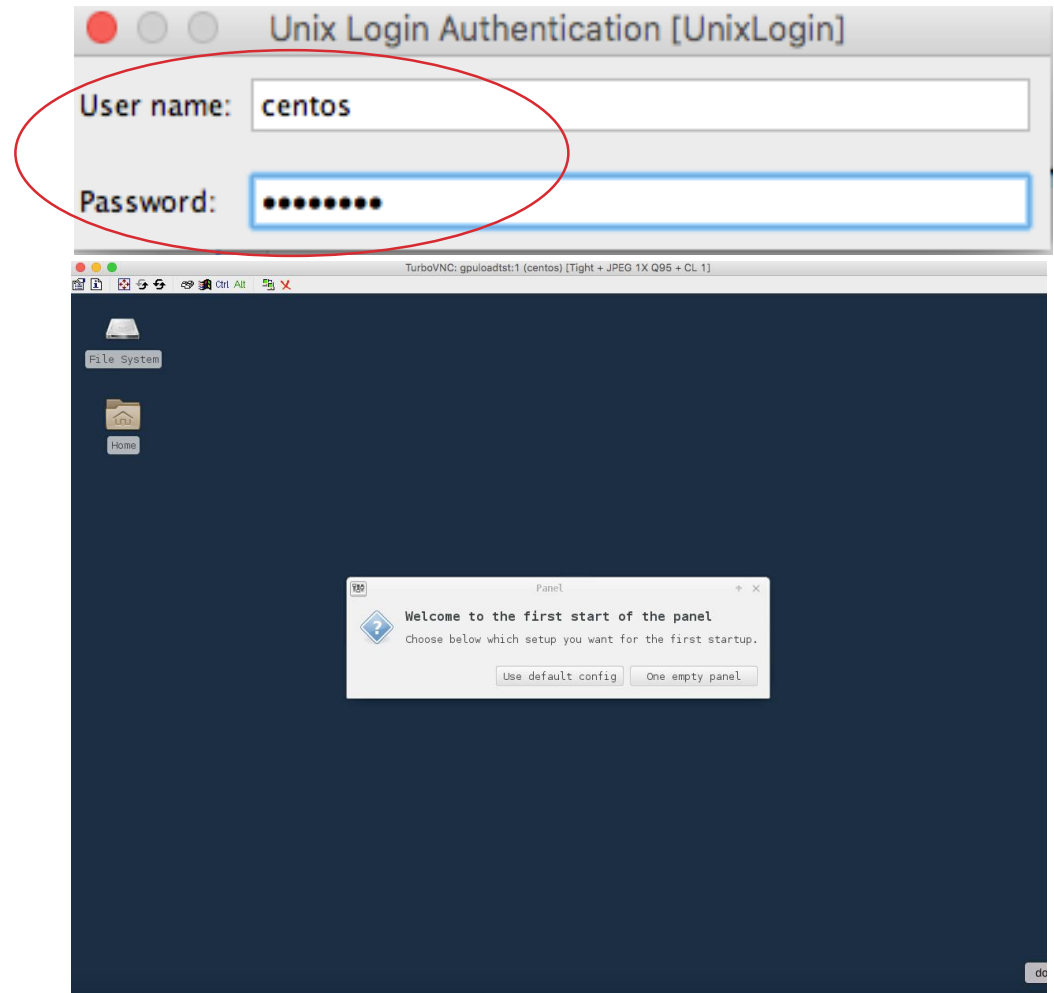 Unix Login Authentication [UnixLogin]
User name: centos
Password: ••••••••
TurboVNC: gpuloadtst:1 (centos) [Tight + JPEG 1X Q95 + CL 1]
Ctrl Alt
File System
Home
Panel
Welcome to the first start of the panel
Choose below which setup you want for the first startup.
Use default config One empty panel
do